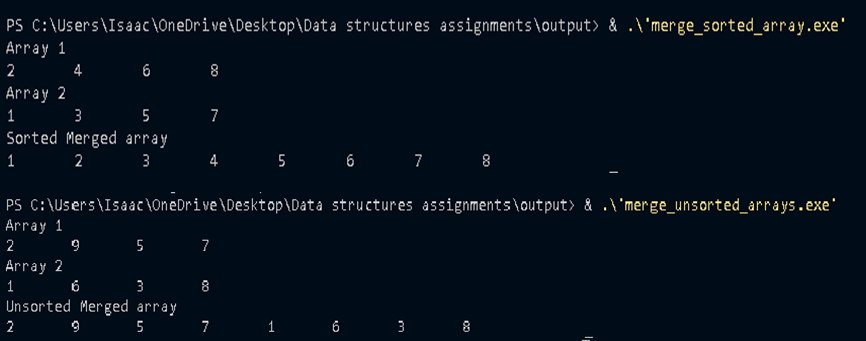 PS C:\Users\Isaac\OneDrive\Desktop\Data structures assignments\output> & .\'merge_sorted_array.exe'
Array 1
2 4 6 8
Array 2
1 3 5 7
Sorted Merged array
1 2 3 4 5 6 7 8
PS C:\Users\Isaac\OneDrive\Desktop\Data structures assignments\output> & .\'merge_unsorted_arrays.exe'
Array 1
2 9 5 7
Array 2
1 6 3 8
Unsorted Merged array
2 9 5 7 1 6 3 8